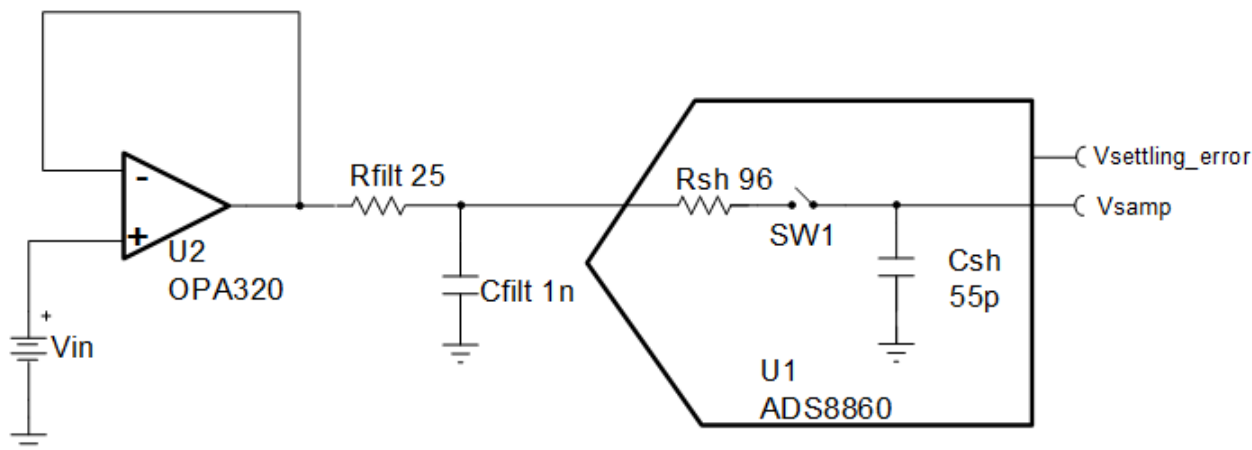 Rfilt 25
Rsh 96
Vsettling_error
Vsamp
-
+
U2
OPA320
SW1
Cfilt 1n
Csh
55p
+
Vin
U1
ADS8860